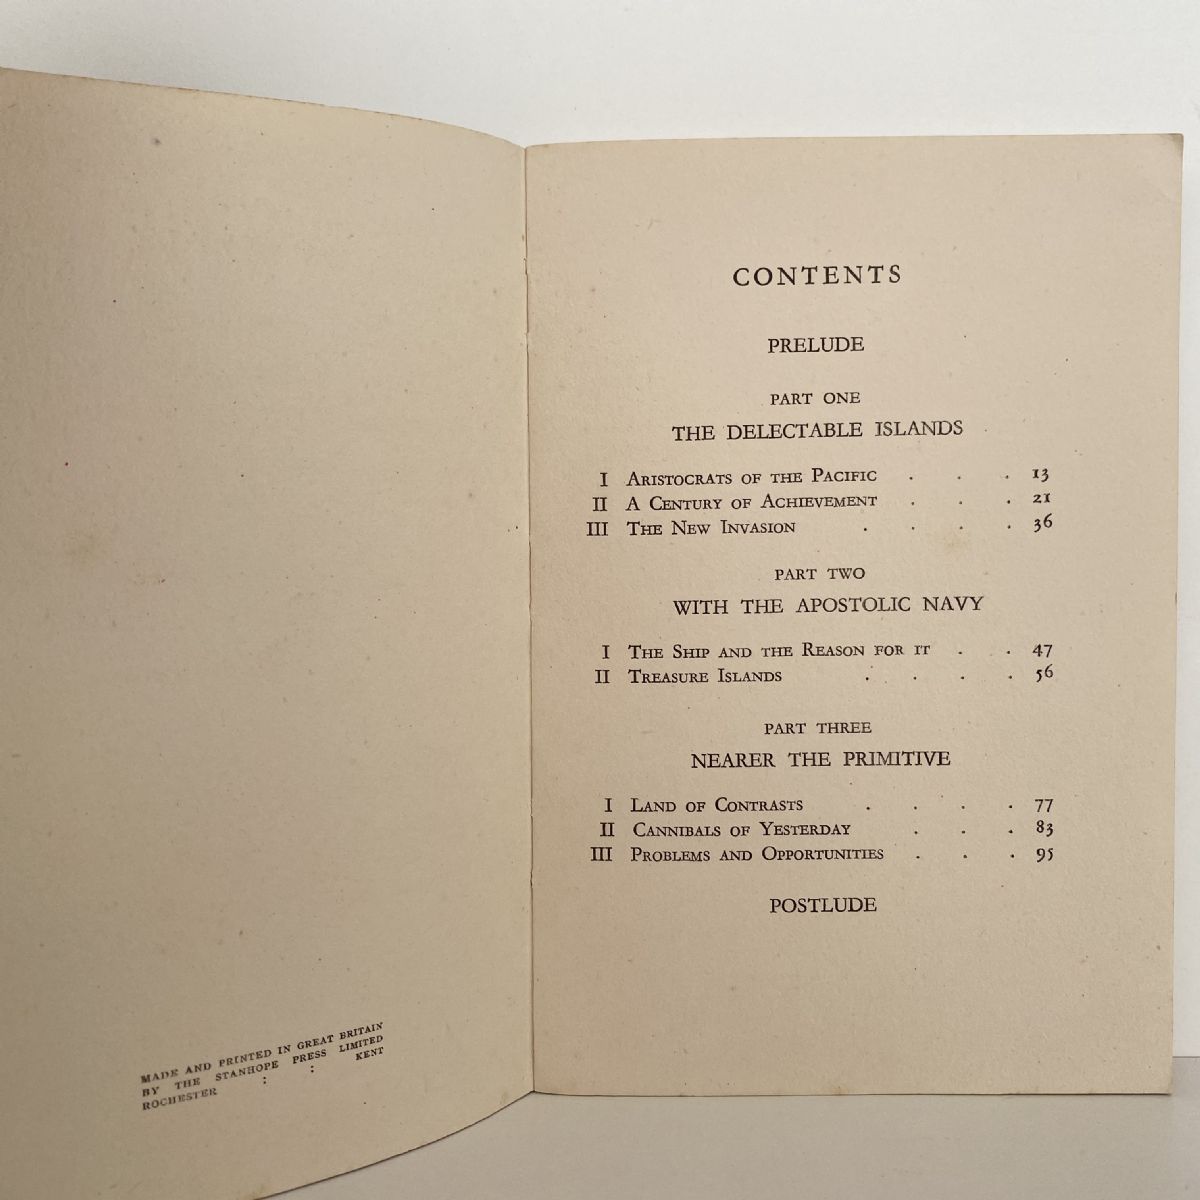 MADE AND PRINTED IN GREAT BRITAIN
BY THE STANHOPE PRESS LIMITED
ROCHESTER : : KENT
CONTENTS
PRELUDE
PART ONE
THE DELECTABLE ISLANDS
I ARISTOCRATS OF THE PACIFIC . . . 13
II A CENTURY OF ACHIEVEMENT . . . 21
III THE NEW INVASION . . . . 36
PART TWO
WITH THE APOSTOLIC NAVY
I THE SHIP AND THE REASON FOR IT . . 47
II TREASURE ISLANDS . . . . 56
PART THREE
NEARER THE PRIMITIVE
I LAND OF CONTRASTS . . . . 77
II CANNIBALS OF YESTERDAY . . . 83
III PROBLEMS AND OPPORTUNITIES . . . 95
POSTLUDE